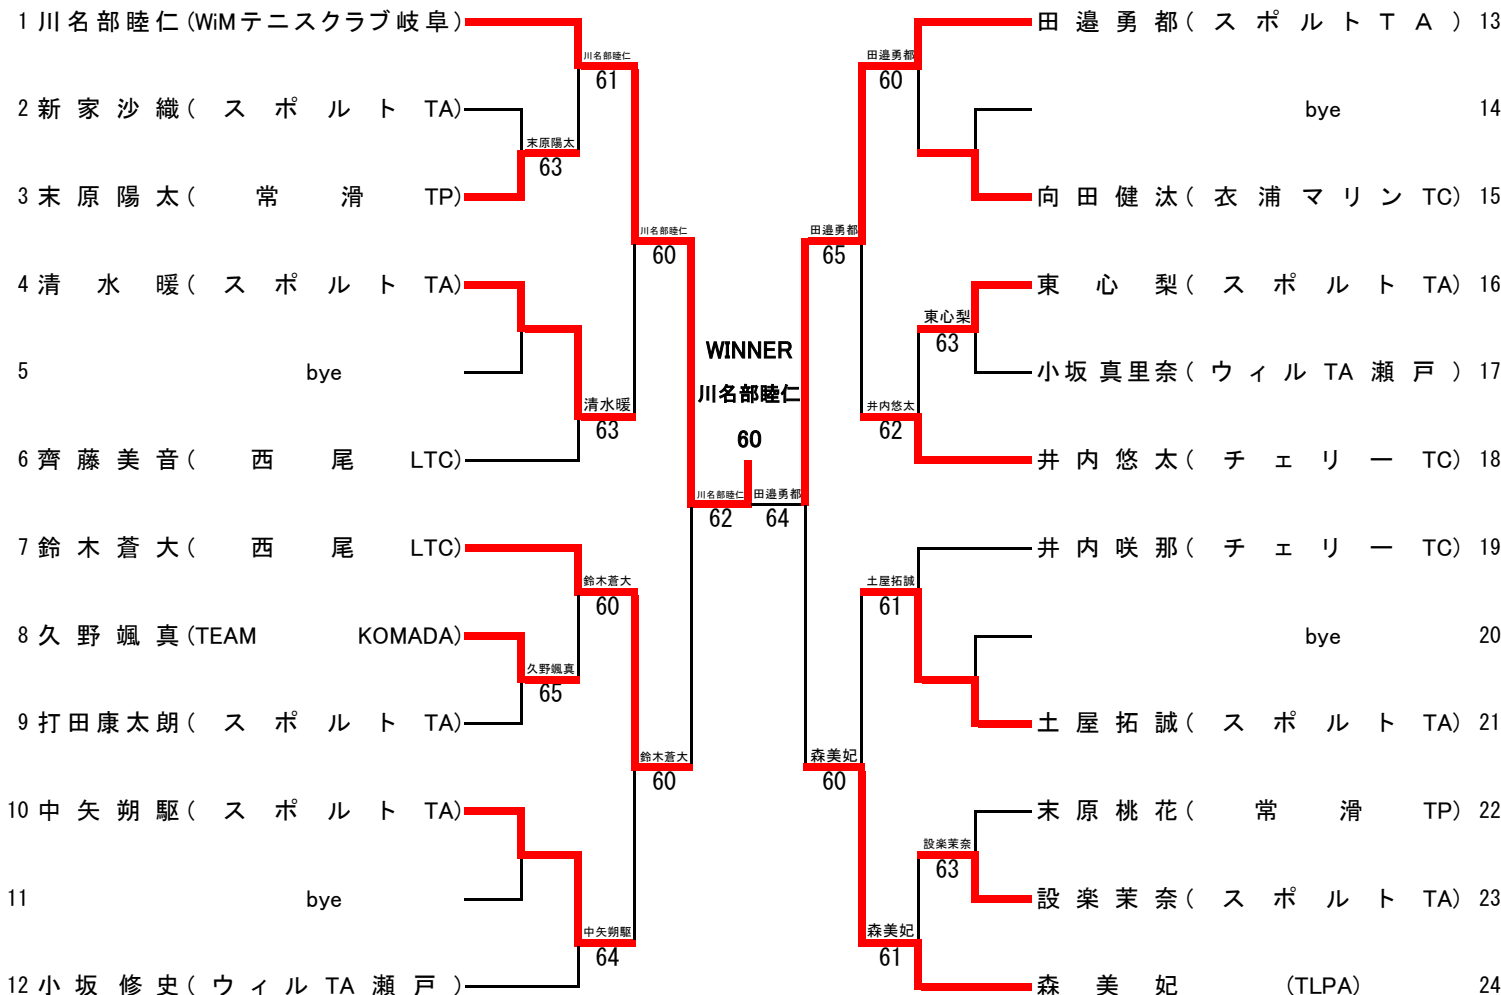 1 川名部睦仁(WiMテニスクラブ岐阜)
2 新家沙織(スポルトTA)
3 末原陽太(常滑TP)
4 清水暖(スポルトTA)
5 bye
6 齊藤美音(西尾LTC)
7 鈴木蒼大(西尾LTC)
8 久野颯真(TEAM KOMADA)
9 打田康太朗(スポルトTA)
10 中矢朔駆(スポルトTA)
11 bye
12 小坂修史(ウィルTA瀬戸)
川名部睦仁
61
末原陽太
63
川名部睦仁
60
清水暖
63
鈴木蒼大
60
久野颯真
65
鈴木蒼大
60
中矢朔駆
64
川名部睦仁
62
WINNER
川名部睦仁
60
田邉勇都
64
田邉勇都
60
田邉勇都
65
東心梨
63
井内悠太
62
土屋拓誠
61
森美妃
60
設楽茉奈
63
森美妃
61
田邉勇都(スポルトTA) 13
bye 14
向田健汰(衣浦マリンTC) 15
東心梨(スポルトTA) 16
小坂真里奈(ウィルTA瀬戸) 17
井内悠太(チェリーTC) 18
井内咲那(チェリーTC) 19
bye 20
土屋拓誠(スポルトTA) 21
末原桃花(常滑TP) 22
設楽茉奈(スポルトTA) 23
森美妃(TLPA) 24